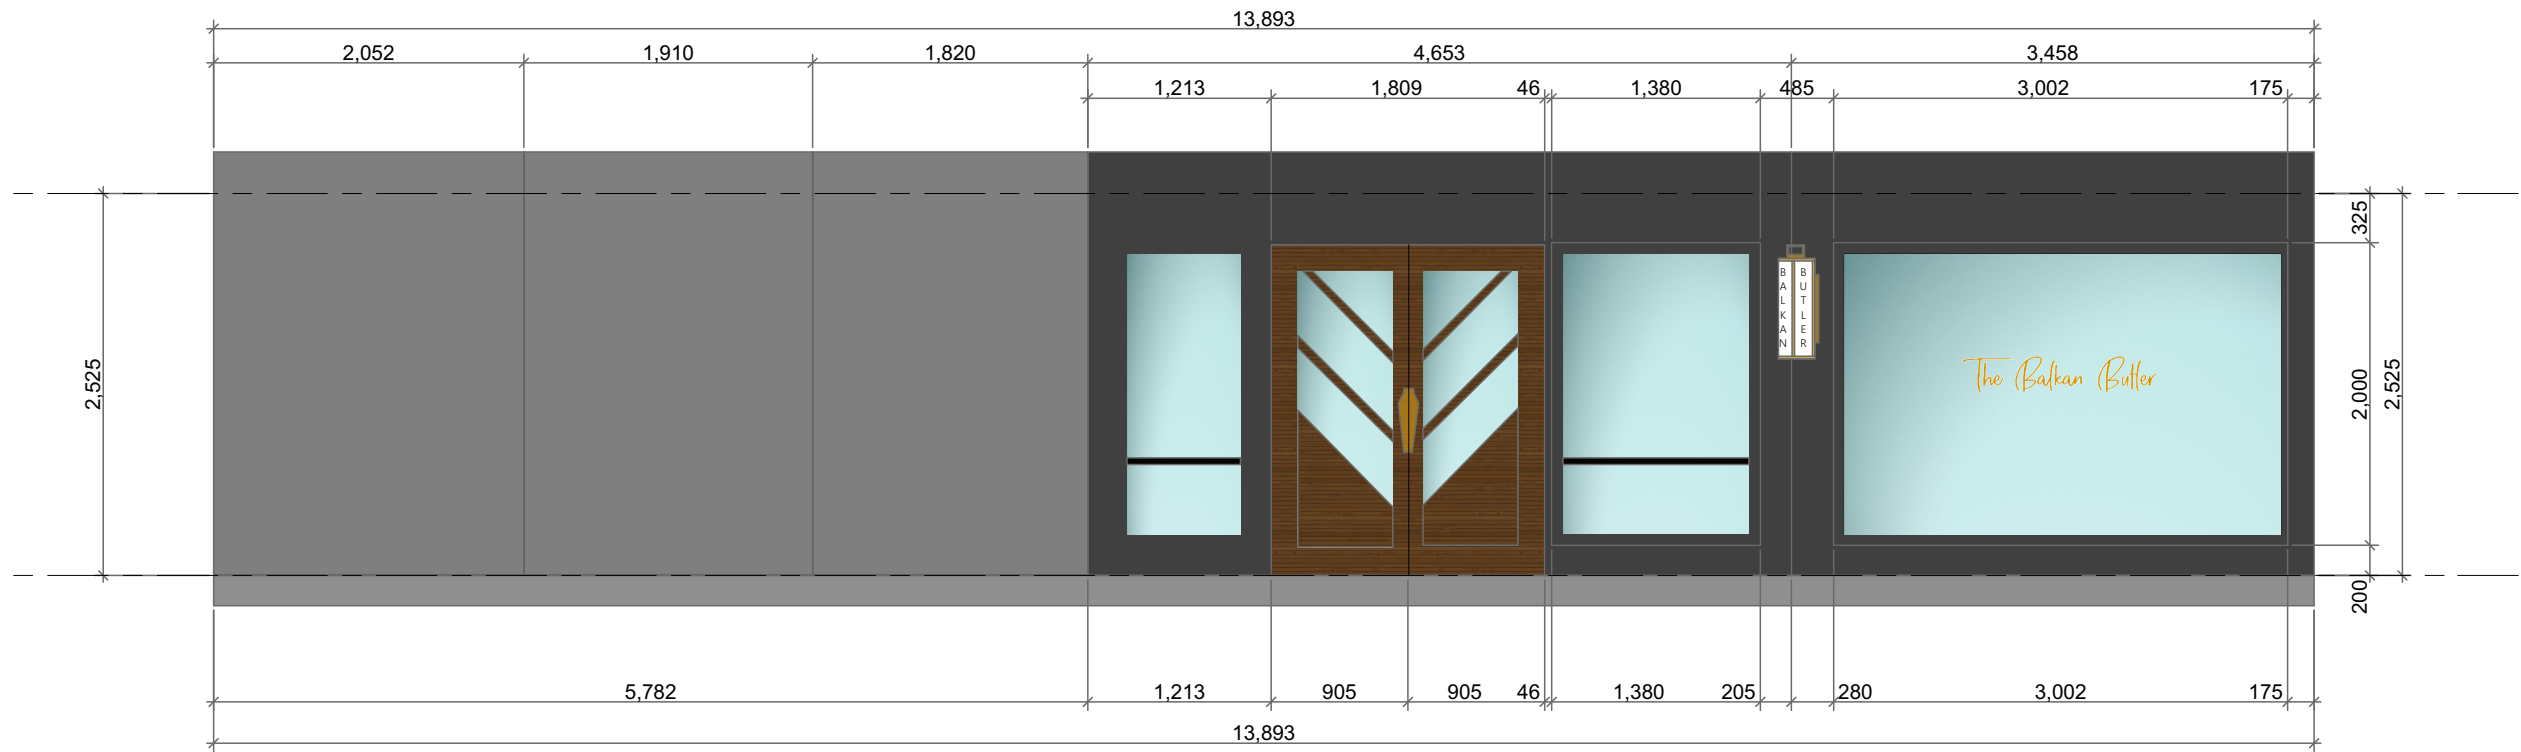 13,893
2,052 1,910 1,820 4,653 3,458
1,213 1,809 46 1,380 485 3,002 175
325
2,525
2,000
2,525
200
BALKAN
BUTLER
The Balkan Butler
5,782 1,213 905 905 46 1,380 205 280 3,002 175
13,893